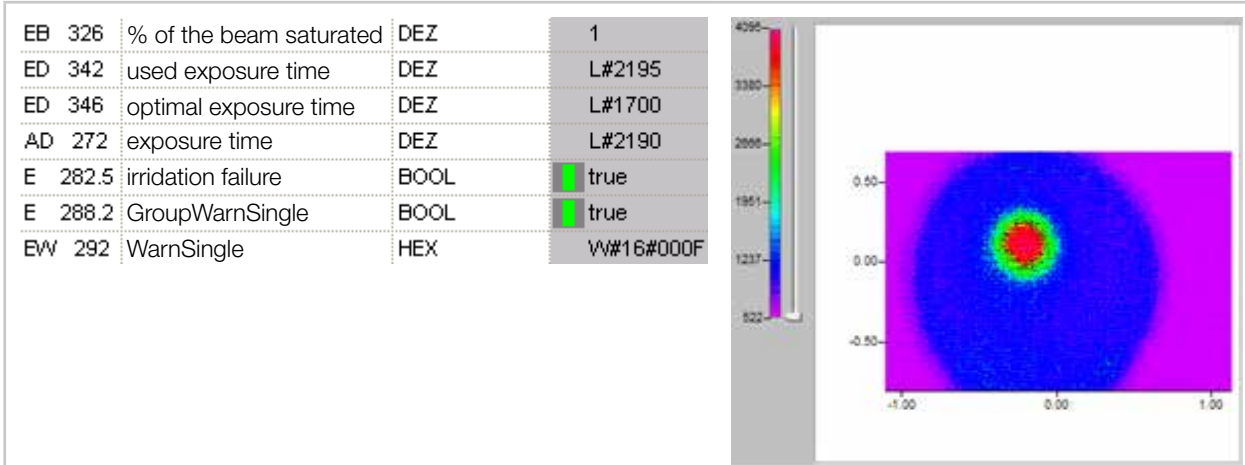 EB 326 % of the beam saturated DEZ 1
ED 342 used exposure time DEZ L#2195
ED 346 optimal exposure time DEZ L#1700
AD 272 exposure time DEZ L#2190
E 282.5 irridation failure BOOL true
E 288.2 GroupWarnSingle BOOL true
EW 292 WarnSingle HEX W#16#000F
4095
3380
1951
1237
522
0.50
0.00
-0.50
-1.00 0.00 1.00